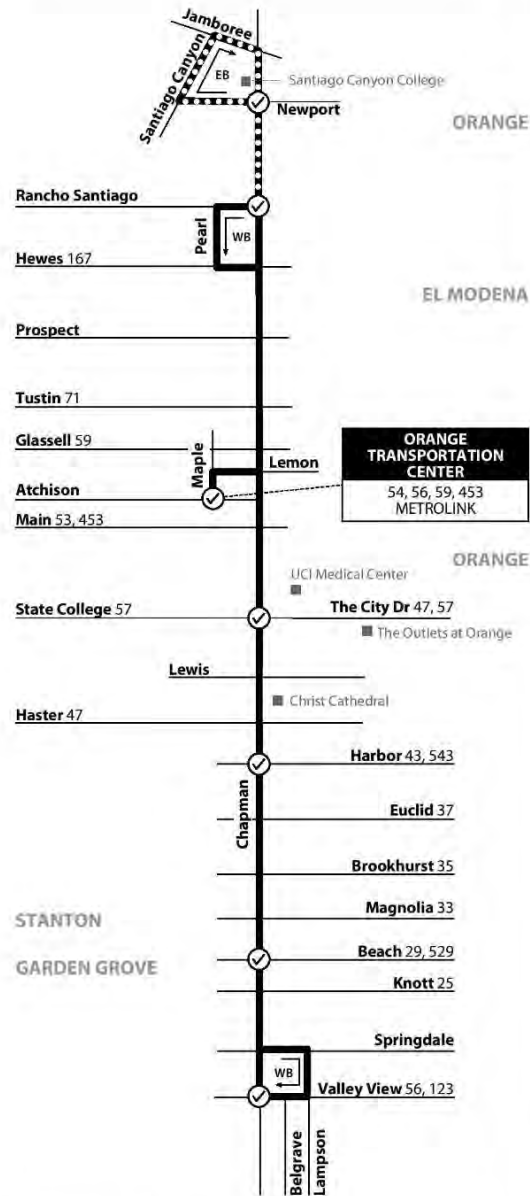 Jamboree
Santiago Canyon
EB
Santiago Canyon College
Newport
ORANGE
Rancho Santiago
Pearl
WB
Hewes 167
EL MODENA
Prospect
Tustin 71
Glassell 59
Maple
Lemon
ORANGE
TRANSPORTATION
CENTER
54, 56, 59, 453
METROLINK
Atchison
Main 53, 453
ORANGE
UCI Medical Center
State College 57
The City Dr 47, 57
The Outlets at Orange
Lewis
Christ Cathedral
Haster 47
Harbor 43, 543
Chapman
Euclid 37
Brookhurst 35
Magnolia 33
STANTON
Beach 29, 529
GARDEN GROVE
Knott 25
Springdale
WB
Valley View 56, 123
Belgrave
Lampson